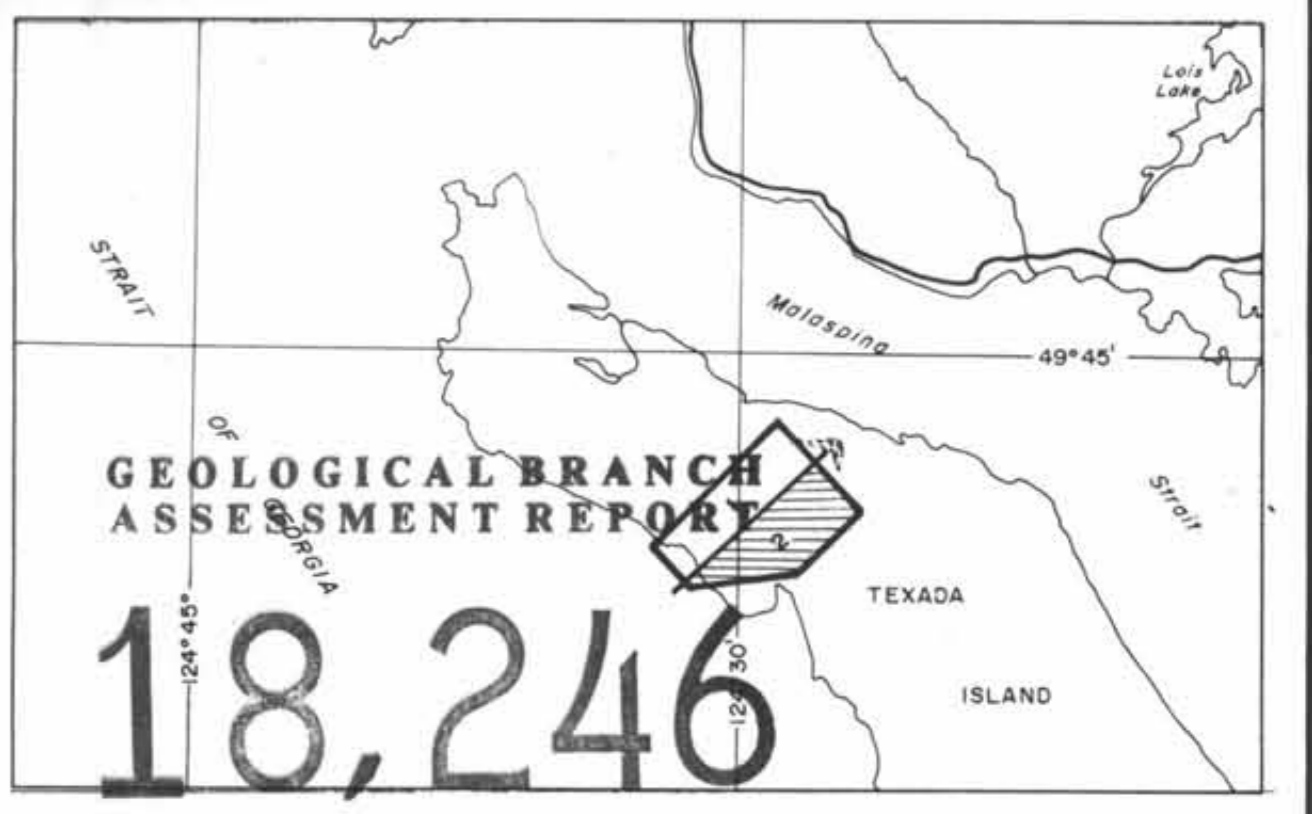 Lois
Lake
STRAIT
Malaspina
49°45'
OF
GEOLOGICAL BRANCH
ASSESSMENT REPORT
GEORGIA
Strait
2
TEXADA
124°45°
18,246
124° 30'
ISLAND